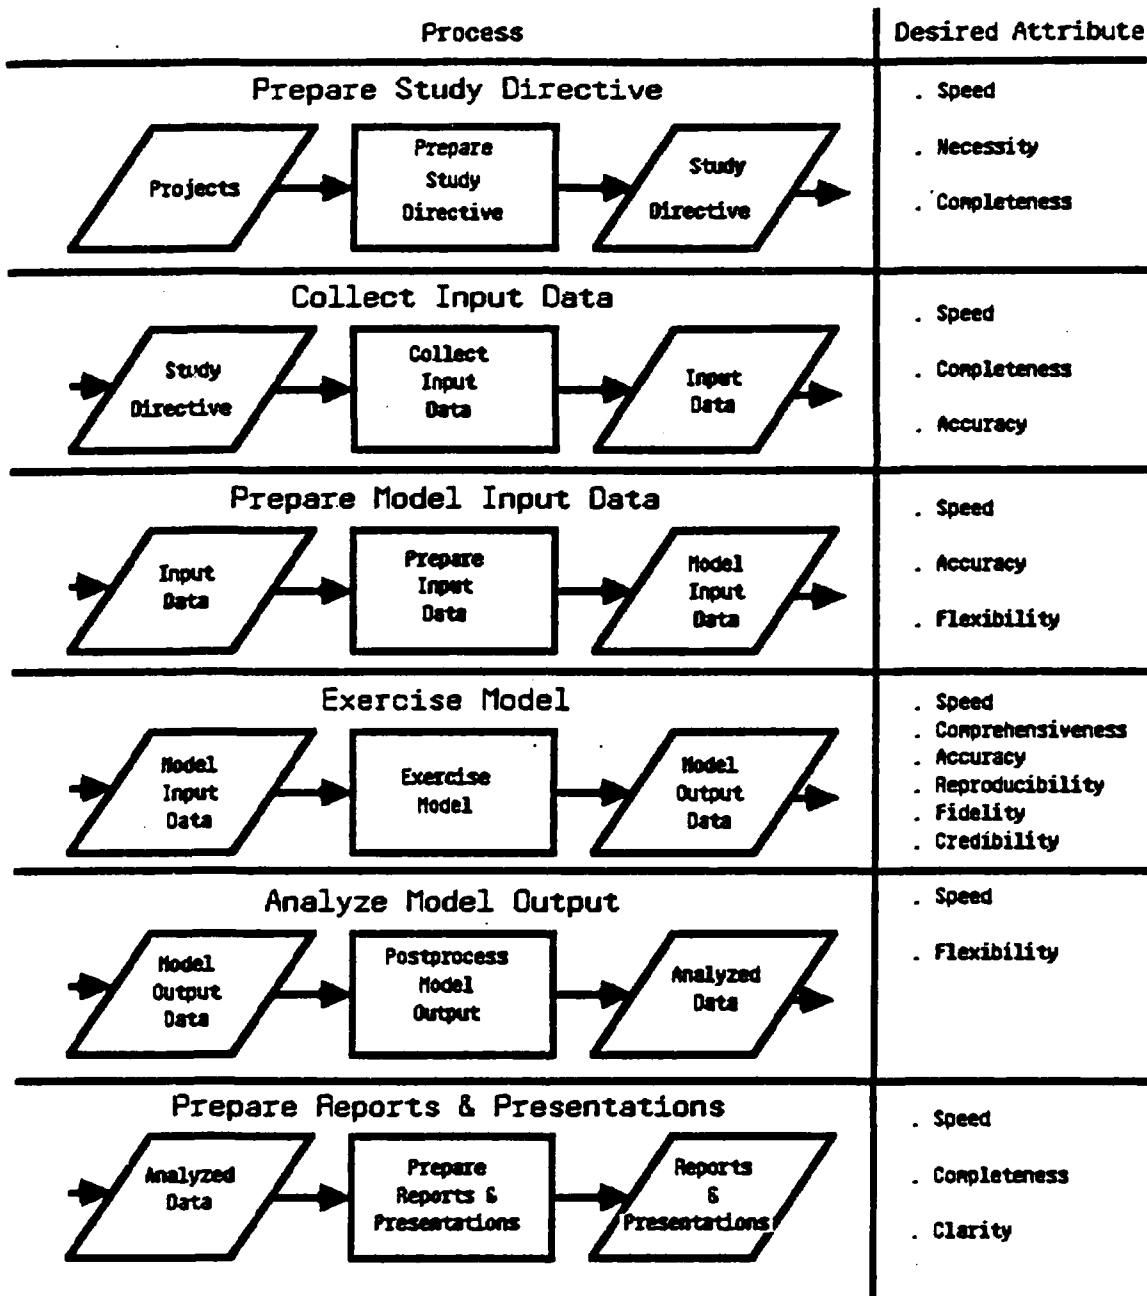 Process
Desired Attribute
Prepare Study Directive
Projects
Prepare
Study
Directive
Study
Directive
. Speed
. Necessity
. Completeness
Collect Input Data
Study
Directive
Collect
Input
Data
Input
Data
. Speed
. Completeness
. Accuracy
Prepare Model Input Data
Input
Data
Prepare
Input
Data
Model
Input
Data
. Speed
. Accuracy
. Flexibility
Exercise Model
Model
Input
Data
Exercise
Model
Model
Output
Data
. Speed
. Comprehensiveness
. Accuracy
. Reproducibility
. Fidelity
. Credibility
Analyze Model Output
Model
Output
Data
Postprocess
Model
Output
Analyzed
Data
. Speed
. Flexibility
Prepare Reports & Presentations
Analyzed
Data
Prepare
Reports &
Presentations
Reports
&
Presentations
. Speed
. Completeness
. Clarity